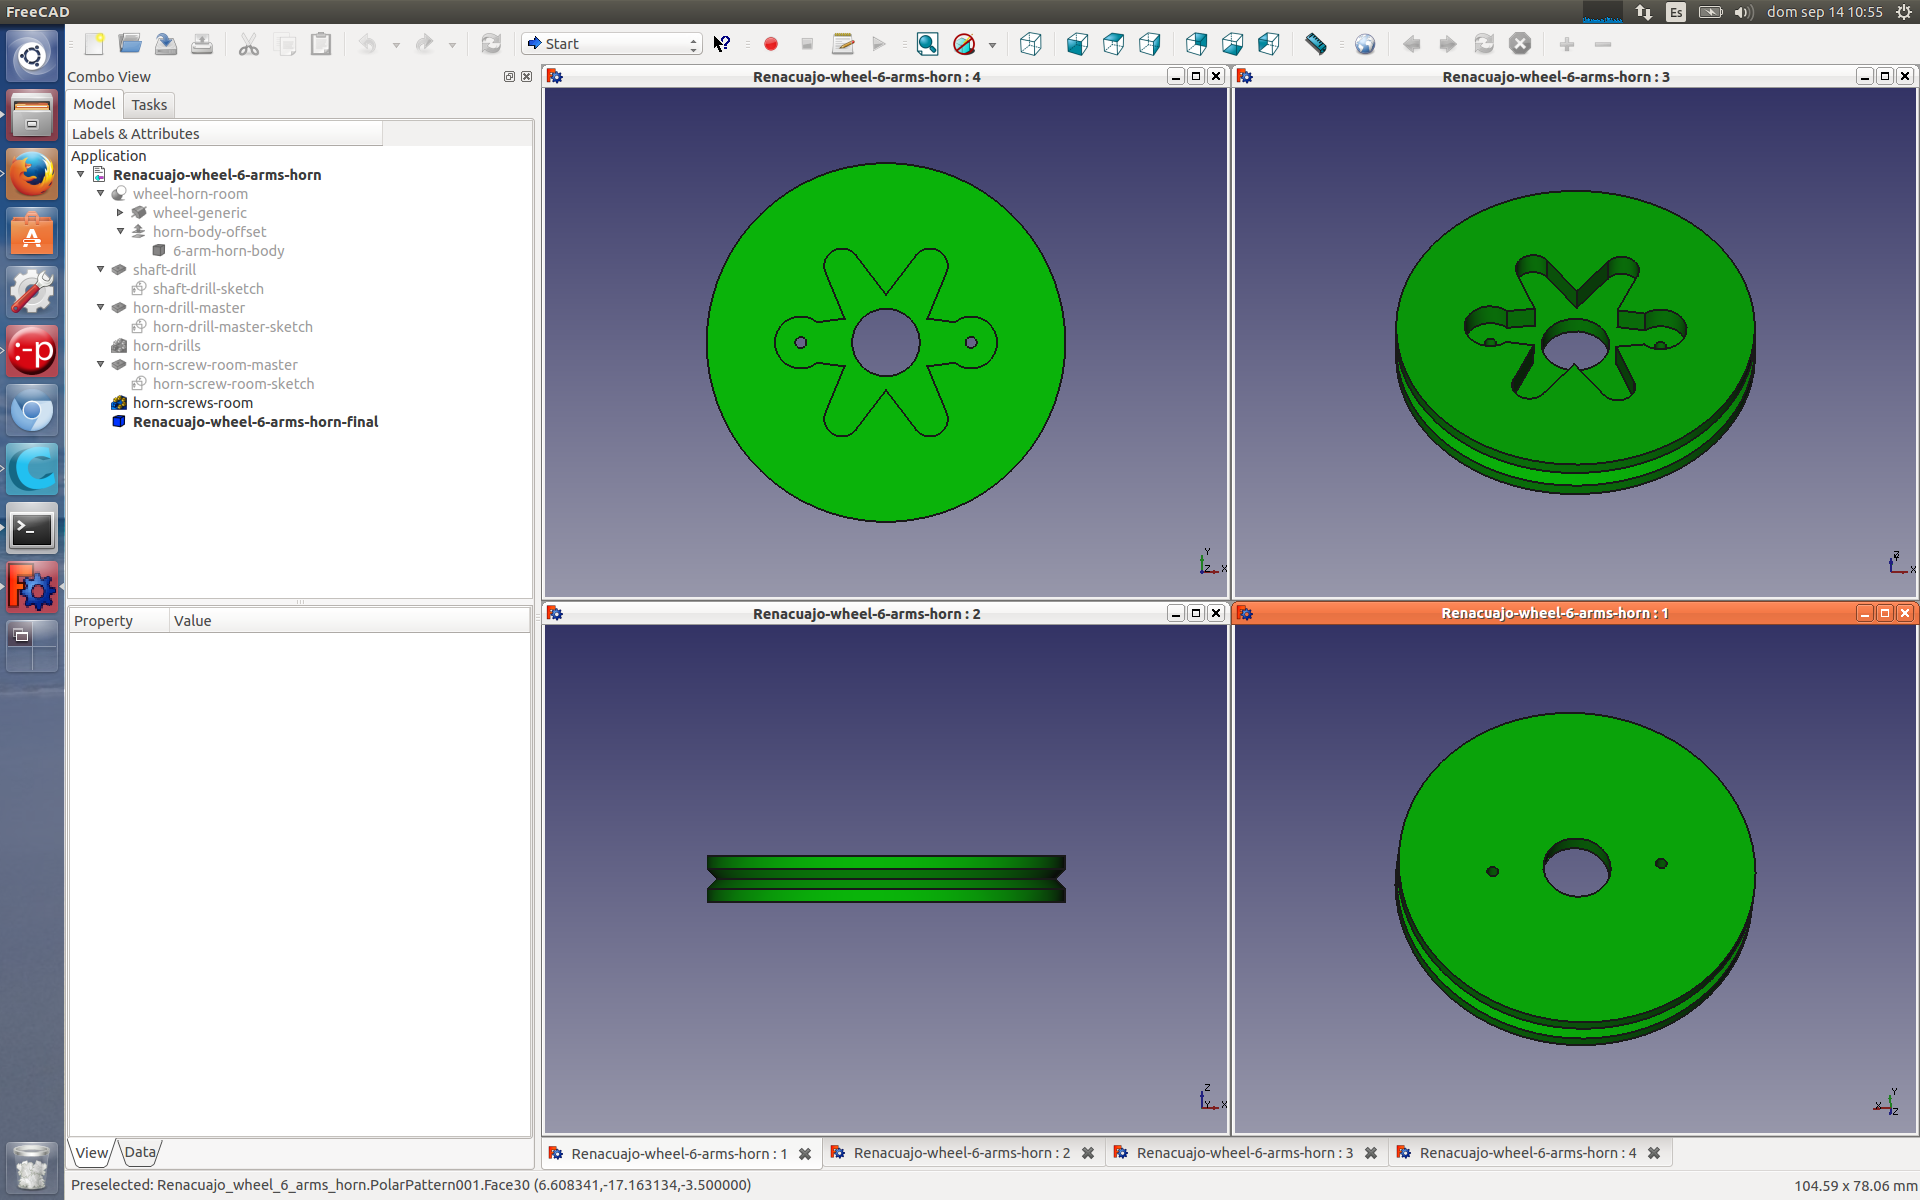 FreeCAD
Es
dom sep 14 10:55
Start
Combo View
Model
Tasks
Labels & Attributes
Application
Renacuajo-wheel-6-arms-horn
wheel-horn-room
wheel-generic
horn-body-offset
6-arm-horn-body
shaft-drill
shaft-drill-sketch
horn-drill-master
horn-drill-master-sketch
horn-drills
horn-screw-room-master
horn-screw-room-sketch
horn-screws-room
Renacuajo-wheel-6-arms-horn-final
Property
Value
View
Data
Renacuajo-wheel-6-arms-horn : 4
Y
Z
X
Renacuajo-wheel-6-arms-horn : 3
X
Renacuajo-wheel-6-arms-horn : 2
Z
Y
X
Renacuajo-wheel-6-arms-horn : 1
Y
X
Z
:-p
Renacuajo-wheel-6-arms-horn : 1
Renacuajo-wheel-6-arms-horn : 2
Renacuajo-wheel-6-arms-horn : 3
Renacuajo-wheel-6-arms-horn : 4
Preselected: Renacuajo_wheel_6_arms_horn.PolarPattern001.Face30 (6.608341,-17.163134,-3.500000)
104.59 x 78.06 mm